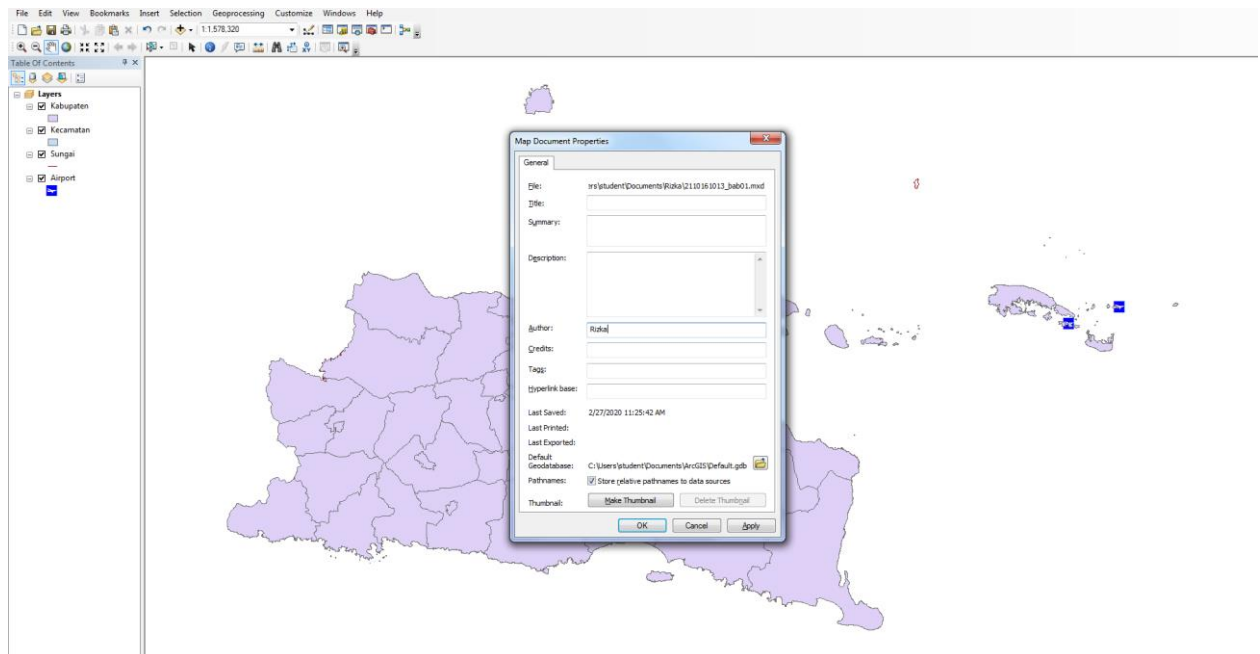 File Edit View Bookmarks Insert Selection Geoprocessing Customize Windows Help
1:1,578,320
Table Of Contents
Layers
Kabupaten
Kecamatan
Sungai
Airport
Map Document Properties
General
File: ers\student\Documents\Rizka\2110161013_bab01.mxd
Title:
Summary:
Description:
Author: Rizka
Credits:
Tags:
Hyperlink base:
Last Saved: 2/27/2020 11:25:42 AM
Last Printed:
Last Exported:
Default
Geodatabase: C:\Users\student\Documents\ArcGIS\Default.gdb
Pathnames: Store relative pathnames to data sources
Thumbnail: Make Thumbnail Delete Thumbnail
OK Cancel Apply